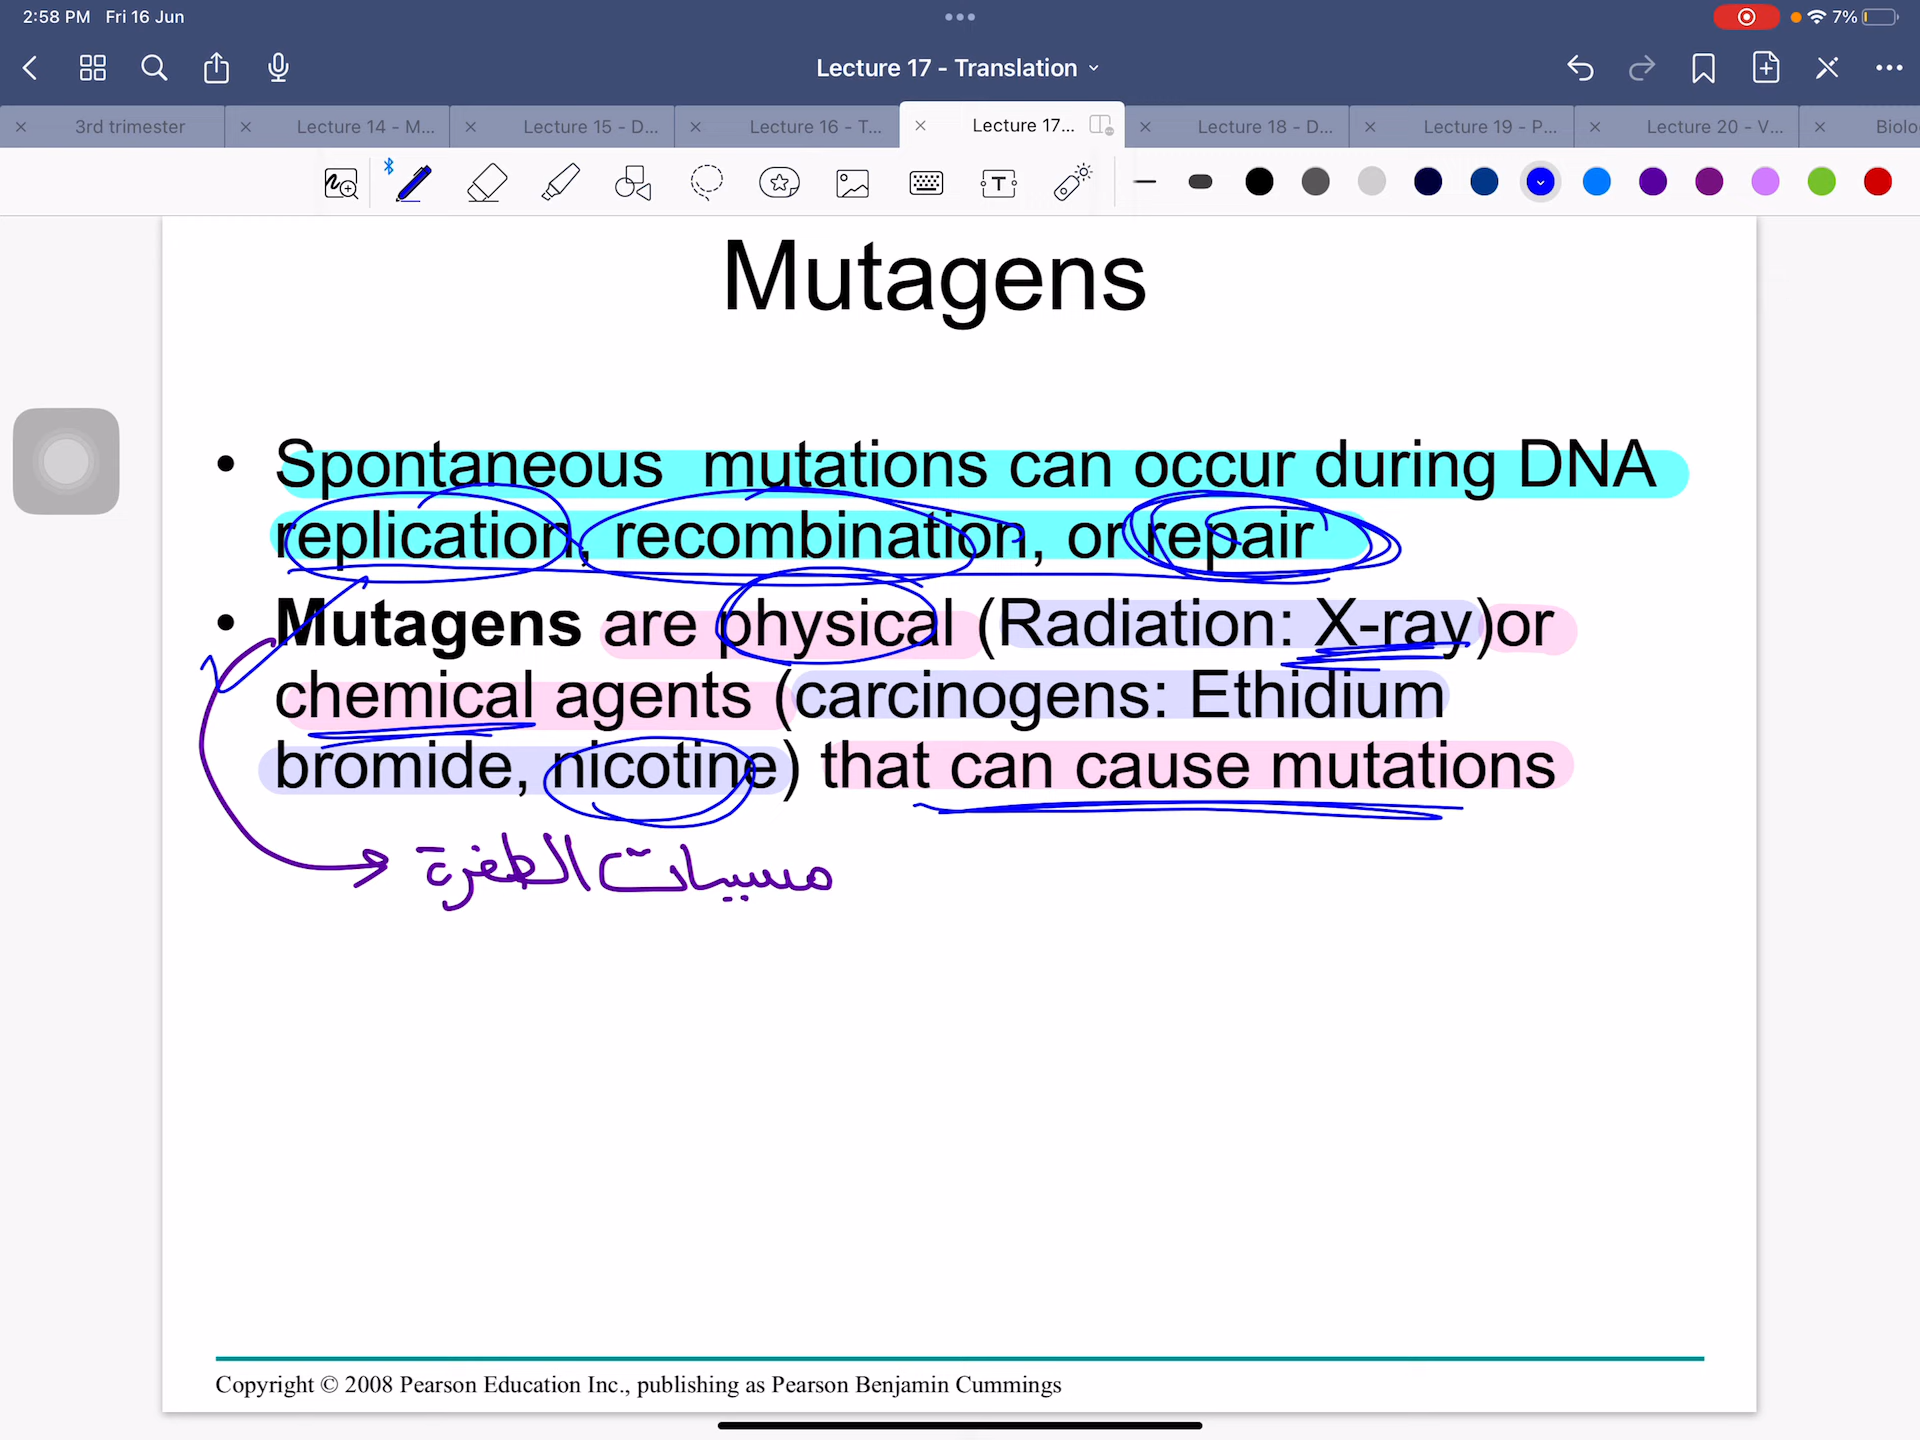 2:58 PM Fri 16 Jun
7%
Lecture 17 - Translation
3rd trimester
Lecture 14 - M...
Lecture 15 - D...
Lecture 16 - T...
Lecture 17...
Lecture 18 - D...
Lecture 19 - P...
Lecture 20 - V...
Biolo
T
Mutagens
• Spontaneous mutations can occur during DNA
replication, recombination, or repair
• Mutagens are physical (Radiation: X-ray)or
chemical agents (carcinogens: Ethidium
bromide, nicotine) that can cause mutations
مسببات الطفرة
Copyright © 2008 Pearson Education Inc., publishing as Pearson Benjamin Cummings